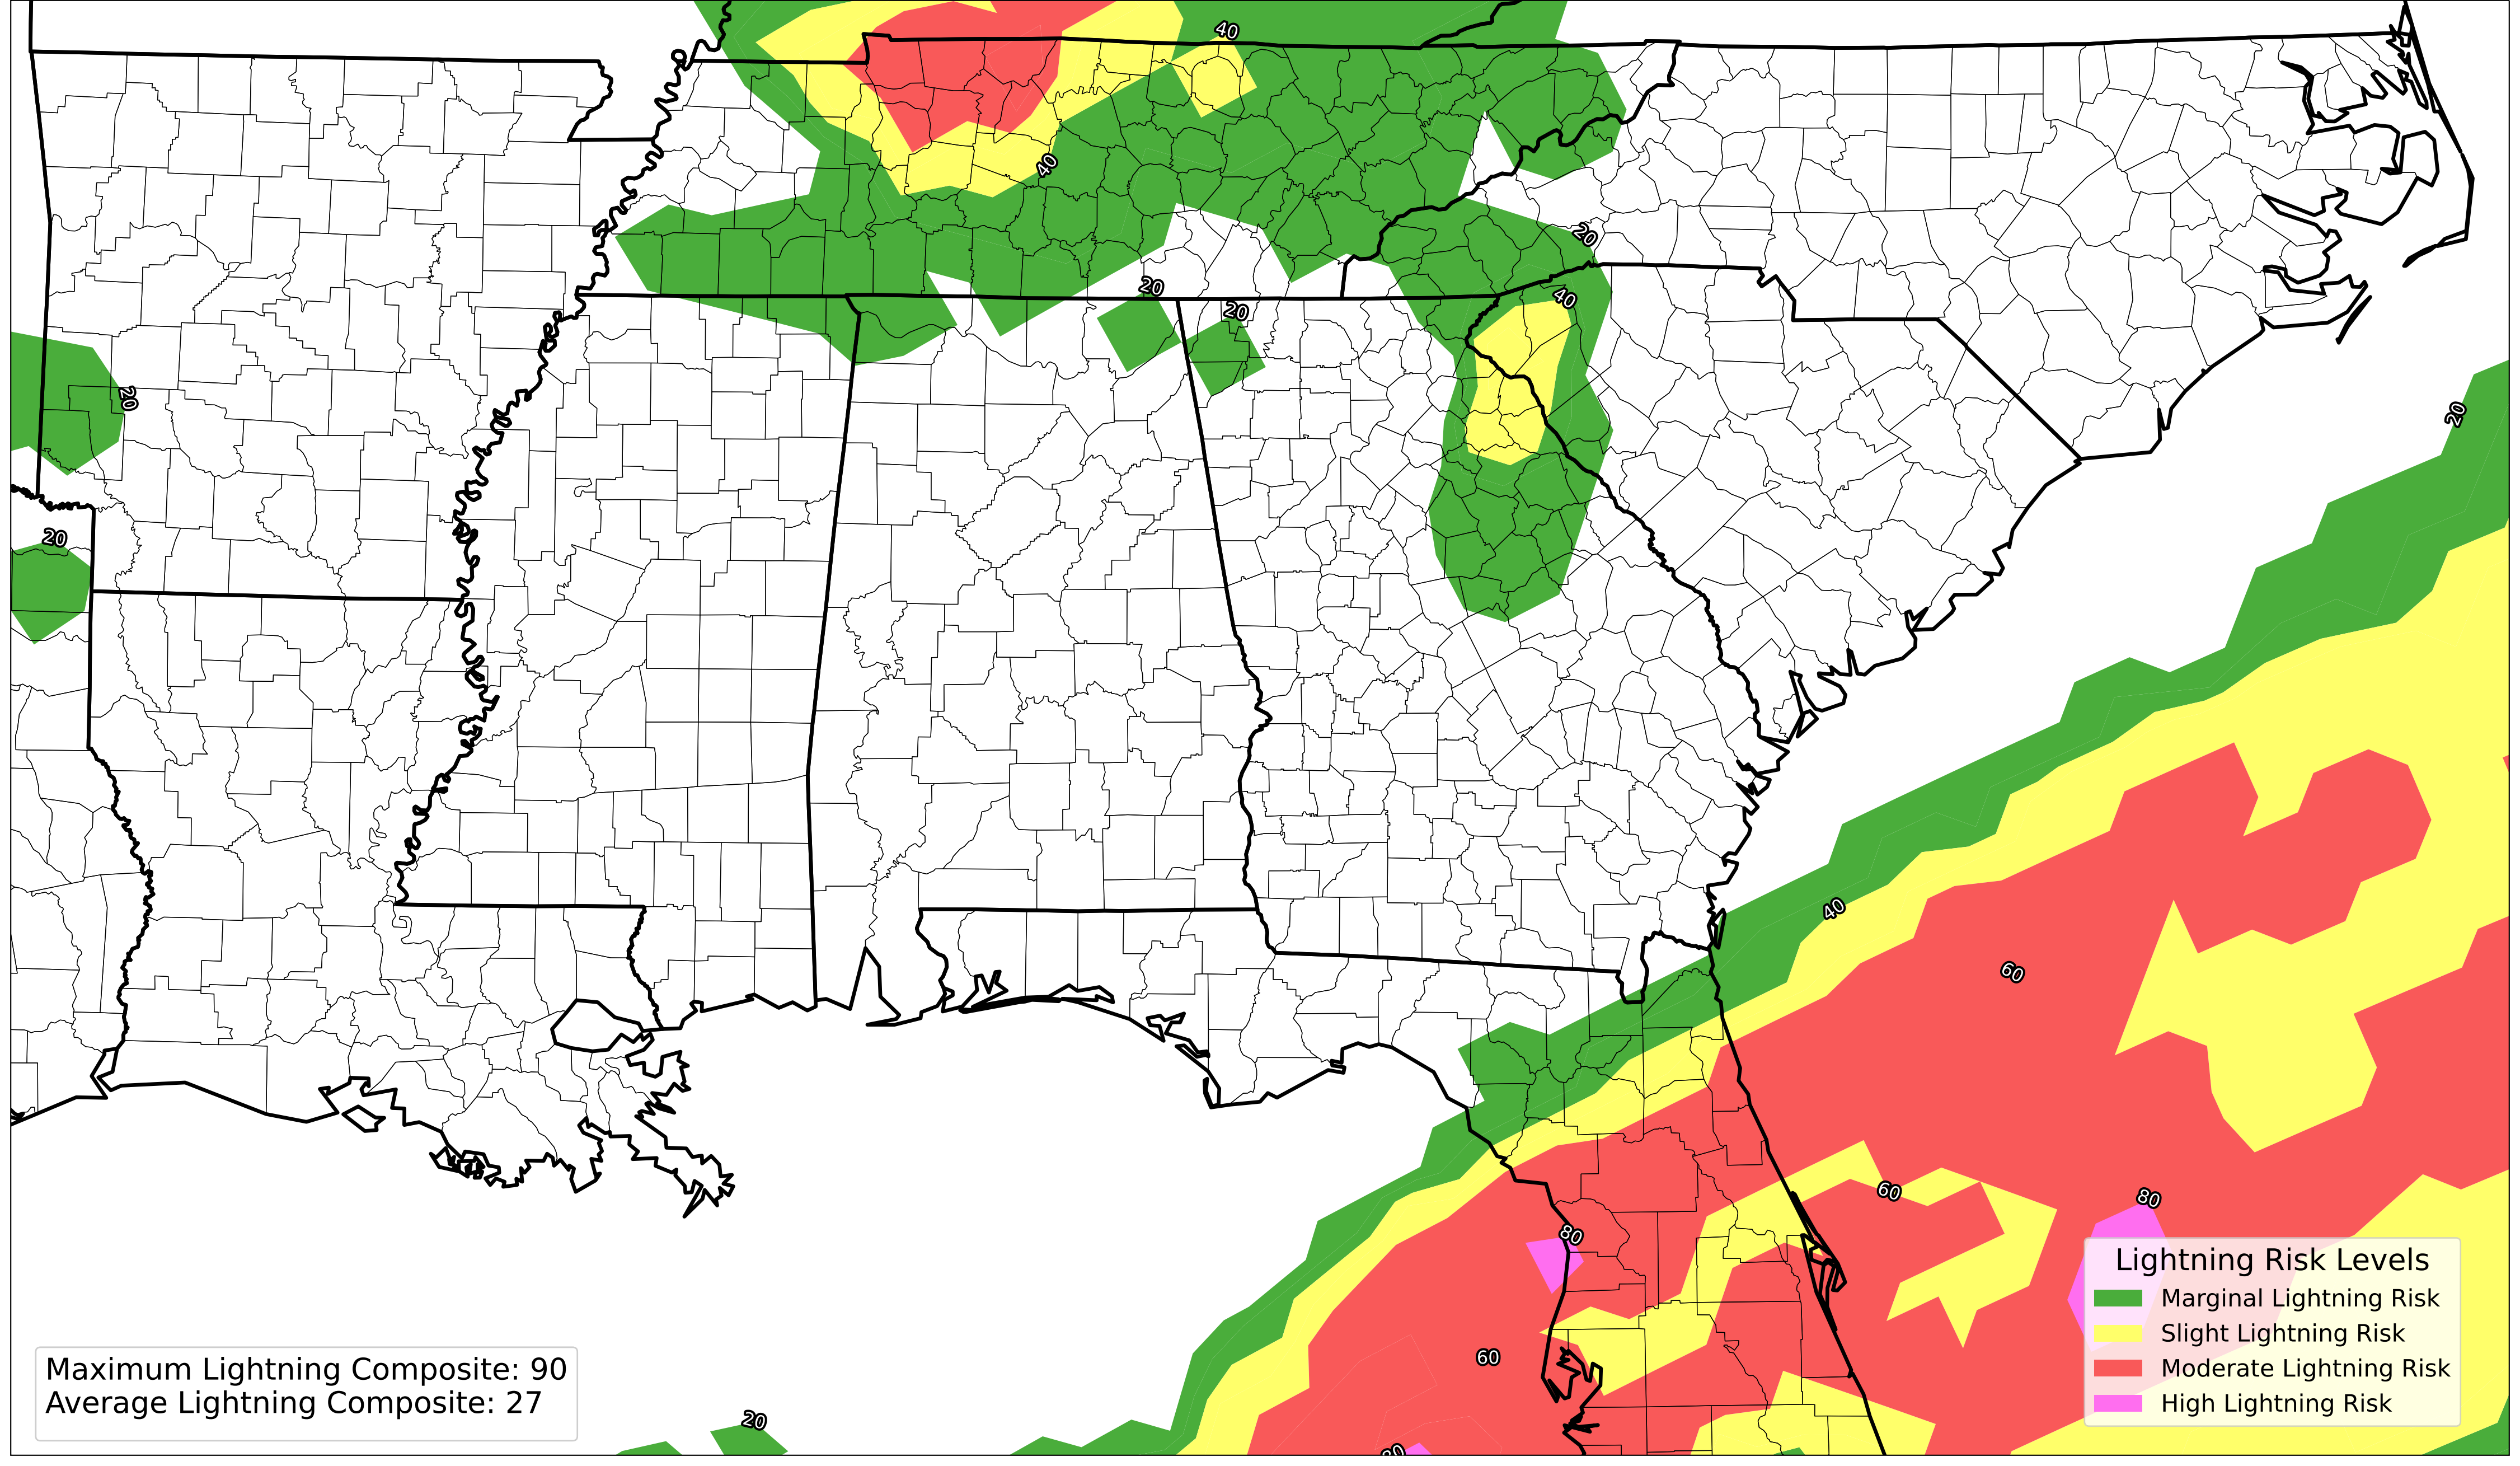 40
40
20
20
20
40
20
20
20
40
60
60
80
80
60
20
80
Lightning Risk Levels
Marginal Lightning Risk
Slight Lightning Risk
Moderate Lightning Risk
High Lightning Risk
Maximum Lightning Composite: 90
Average Lightning Composite: 27